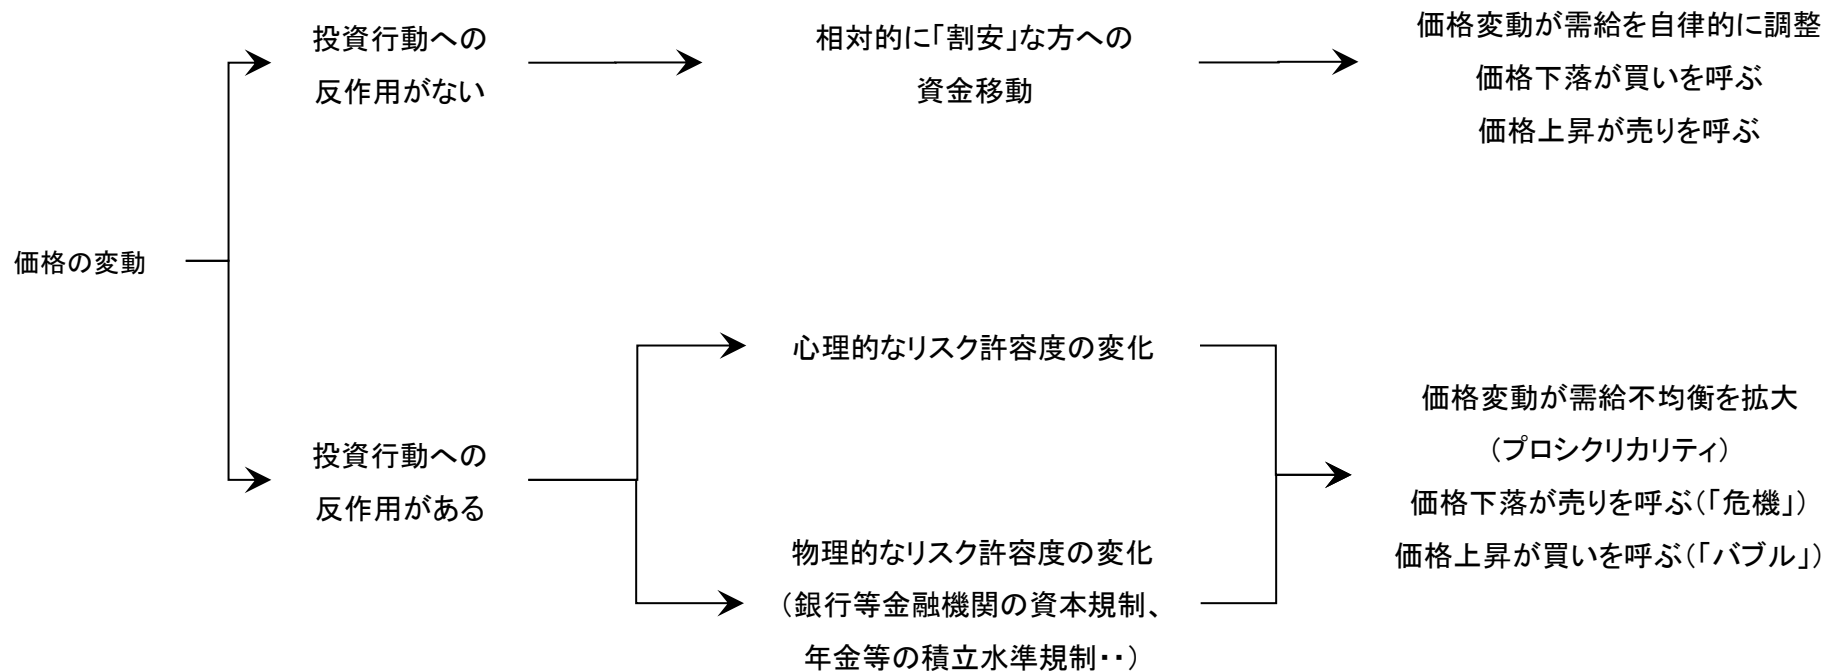 投資行動への
反作用がない
相対的に「割安」な方への
資金移動
価格変動が需給を自律的に調整
価格下落が買いを呼ぶ
価格上昇が売りを呼ぶ
価格の変動
投資行動への
反作用がある
心理的なリスク許容度の変化
物理的なリスク許容度の変化
（銀行等金融機関の資本規制、
年金等の積立水準規制・・）
価格変動が需給不均衡を拡大
（プロシクリカリティ）
価格下落が売りを呼ぶ（「危機」）
価格上昇が買いを呼ぶ（「バブル」）